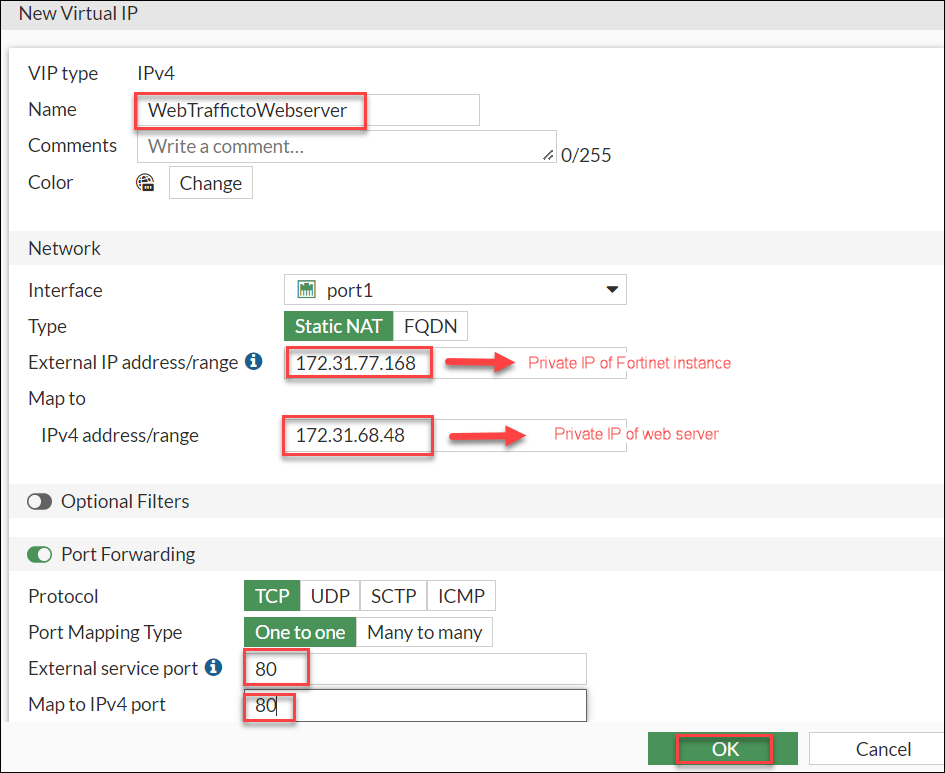 New Virtual IP
VIP type IPv4
Name WebTraffictoWebserver
Comments Write a comment... 0/255
Color Change
Network
Interface port1
Type Static NAT FQDN
External IP address/range 172.31.77.168 Private IP of Fortinet instance
Map to
IPv4 address/range 172.31.68.48 Private IP of web server
Optional Filters
Port Forwarding
Protocol TCP UDP SCTP ICMP
Port Mapping Type One to one Many to many
External service port 80
Map to IPv4 port 80
OK Cancel